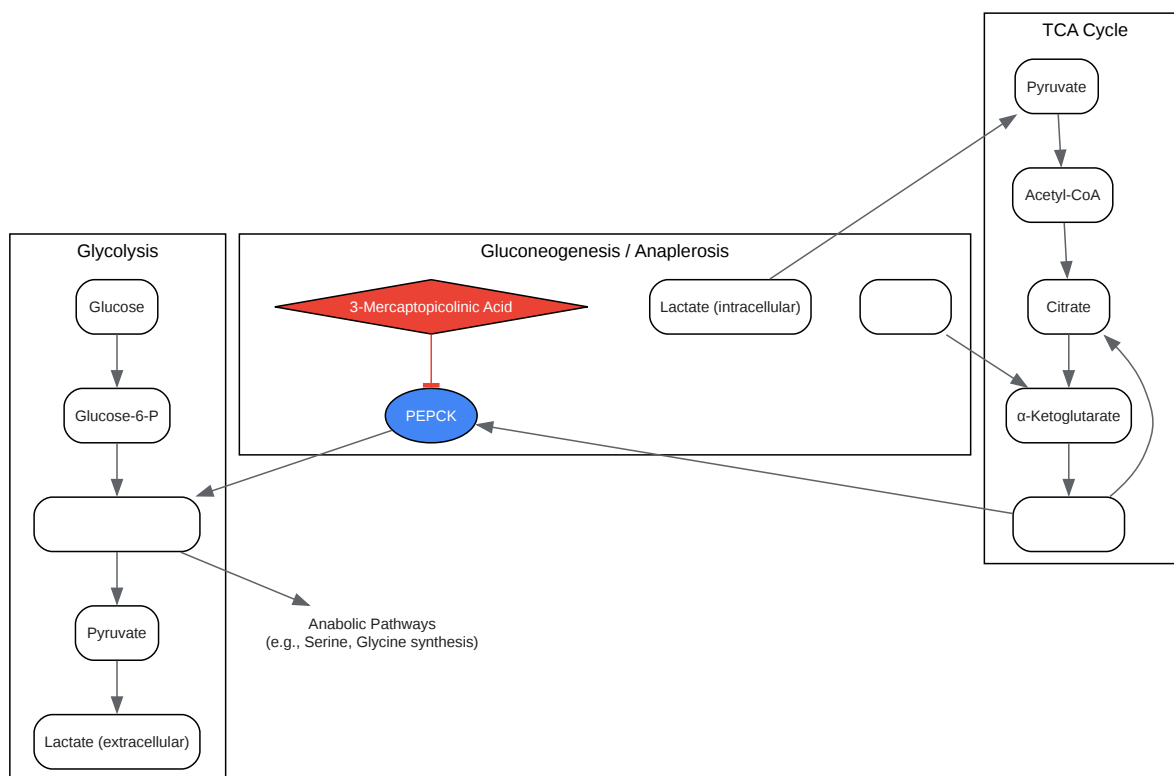 TCA Cycle
Pyruvate
Acetyl-CoA
Glycolysis
Gluconeogenesis / Anaplerosis
Glucose
3-Mercaptopicolinic Acid
Lactate (intracellular)
Citrate
Glucose-6-P
PEPCK
α-Ketoglutarate
Pyruvate
Anabolic Pathways
(e.g., Serine, Glycine synthesis)
Lactate (extracellular)